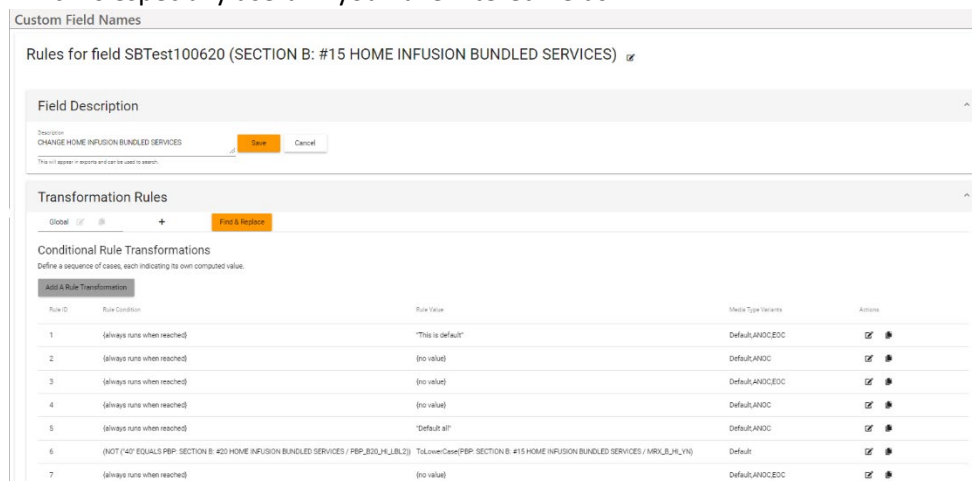 Custom Field Names
Rules for field SBTest100620 (SECTION B: #15 HOME INFUSION BUNDLED SERVICES)
Field Description
Description
CHANGE HOME INFUSION BUNDLED SERVICES
Save Cancel
This will appear in exports and can be used to search.
Transformation Rules
Global + Find & Replace
Conditional Rule Transformations
Define a sequence of cases, each indicating its own computed value.
Add A Rule Transformation
Rule ID Rule Condition Rule Value Media Type Variants Actions
1 {always runs when reached} "This is default" Default,ANOC,EOC
2 {always runs when reached} {no value} Default,ANOC
3 {always runs when reached} {no value} Default,ANOC,EOC
4 {always runs when reached} {no value} Default,ANOC
5 {always runs when reached} "Default all" Default,ANOC
6 (NOT ("40" EQUALS PBP: SECTION B: #20 HOME INFUSION BUNDLED SERVICES / PBP_B20_HI_LBL2)) ToLowerCase(PBP: SECTION B: #15 HOME INFUSION BUNDLED SERVICES / MRX_B_HI_YN) Default
7 {always runs when reached} {no value} Default,ANOC,EOC